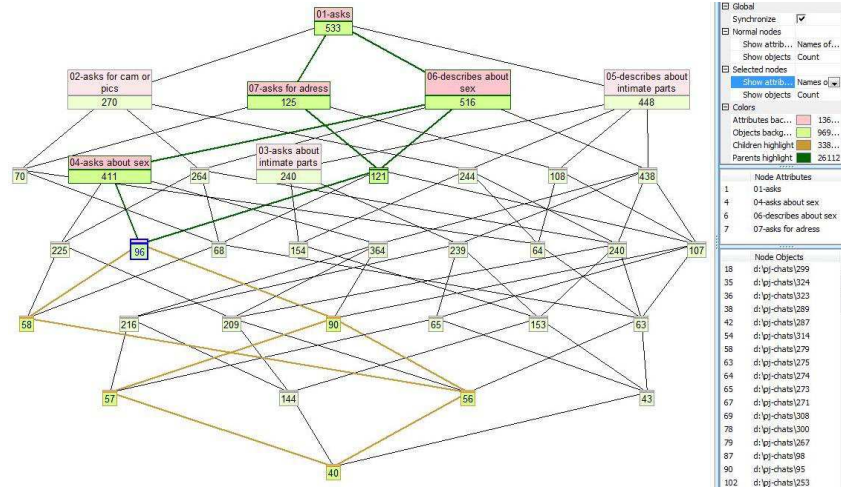 01-asks
533
02-asks for cam or
pics
270
07-asks for adress
125
06-describes about
sex
516
05-describes about
intimate parts
448
70
04-asks about sex
411
264
03-asks about
intimate parts
240
121
244
108
438
225
96
68
154
364
239
64
240
107
58
216
209
90
65
153
63
57
144
56
43
40
Global
Synchronize
Normal nodes
Show attrib... Names of...
Show objects Count
Selected nodes
Show attrib... Names o
Show objects Count
Colors
Attributes bac... 136...
Objects backg... 969...
Children highlight 338...
Parents highlight 26112
Node Attributes
1 01-asks
4 04-asks about sex
6 06-describes about sex
7 07-asks for adress
Node Objects
18 d:\pj-chats\299
35 d:\pj-chats\324
36 d:\pj-chats\323
38 d:\pj-chats\289
42 d:\pj-chats\287
54 d:\pj-chats\314
58 d:\pj-chats\279
63 d:\pj-chats\275
64 d:\pj-chats\274
65 d:\pj-chats\273
67 d:\pj-chats\271
69 d:\pj-chats\308
78 d:\pj-chats\300
79 d:\pj-chats\267
87 d:\pj-chats\98
90 d:\pj-chats\95
102 d:\pj-chats\253